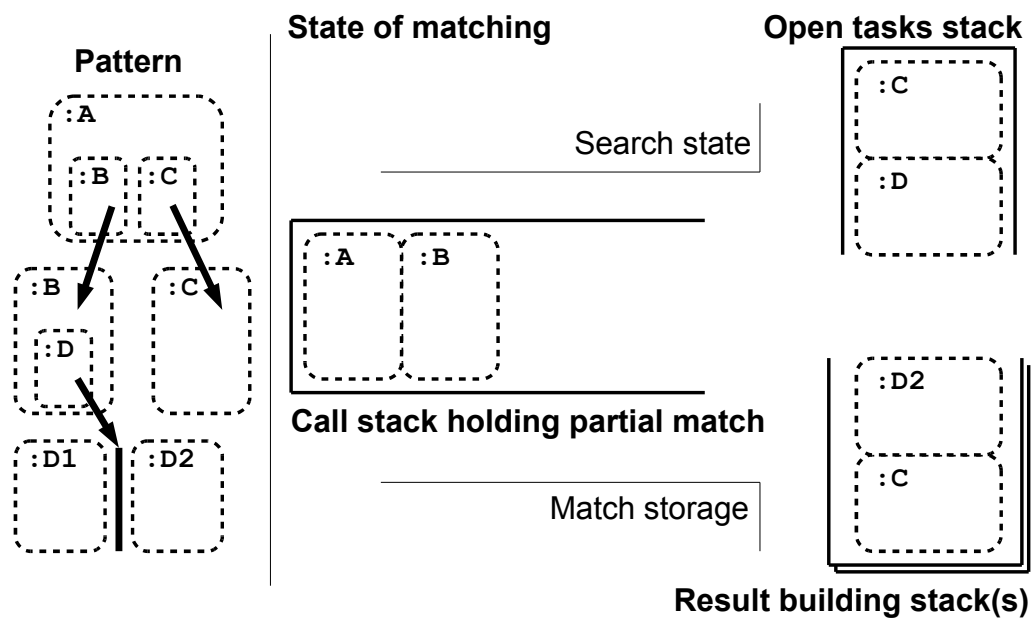 Pattern
:A
:B
:C
:B
:C
:D
:D1
:D2
State of matching
Open tasks stack
Search state
:C
:D
:A
:B
Call stack holding partial match
Match storage
:D2
:C
Result building stack(s)